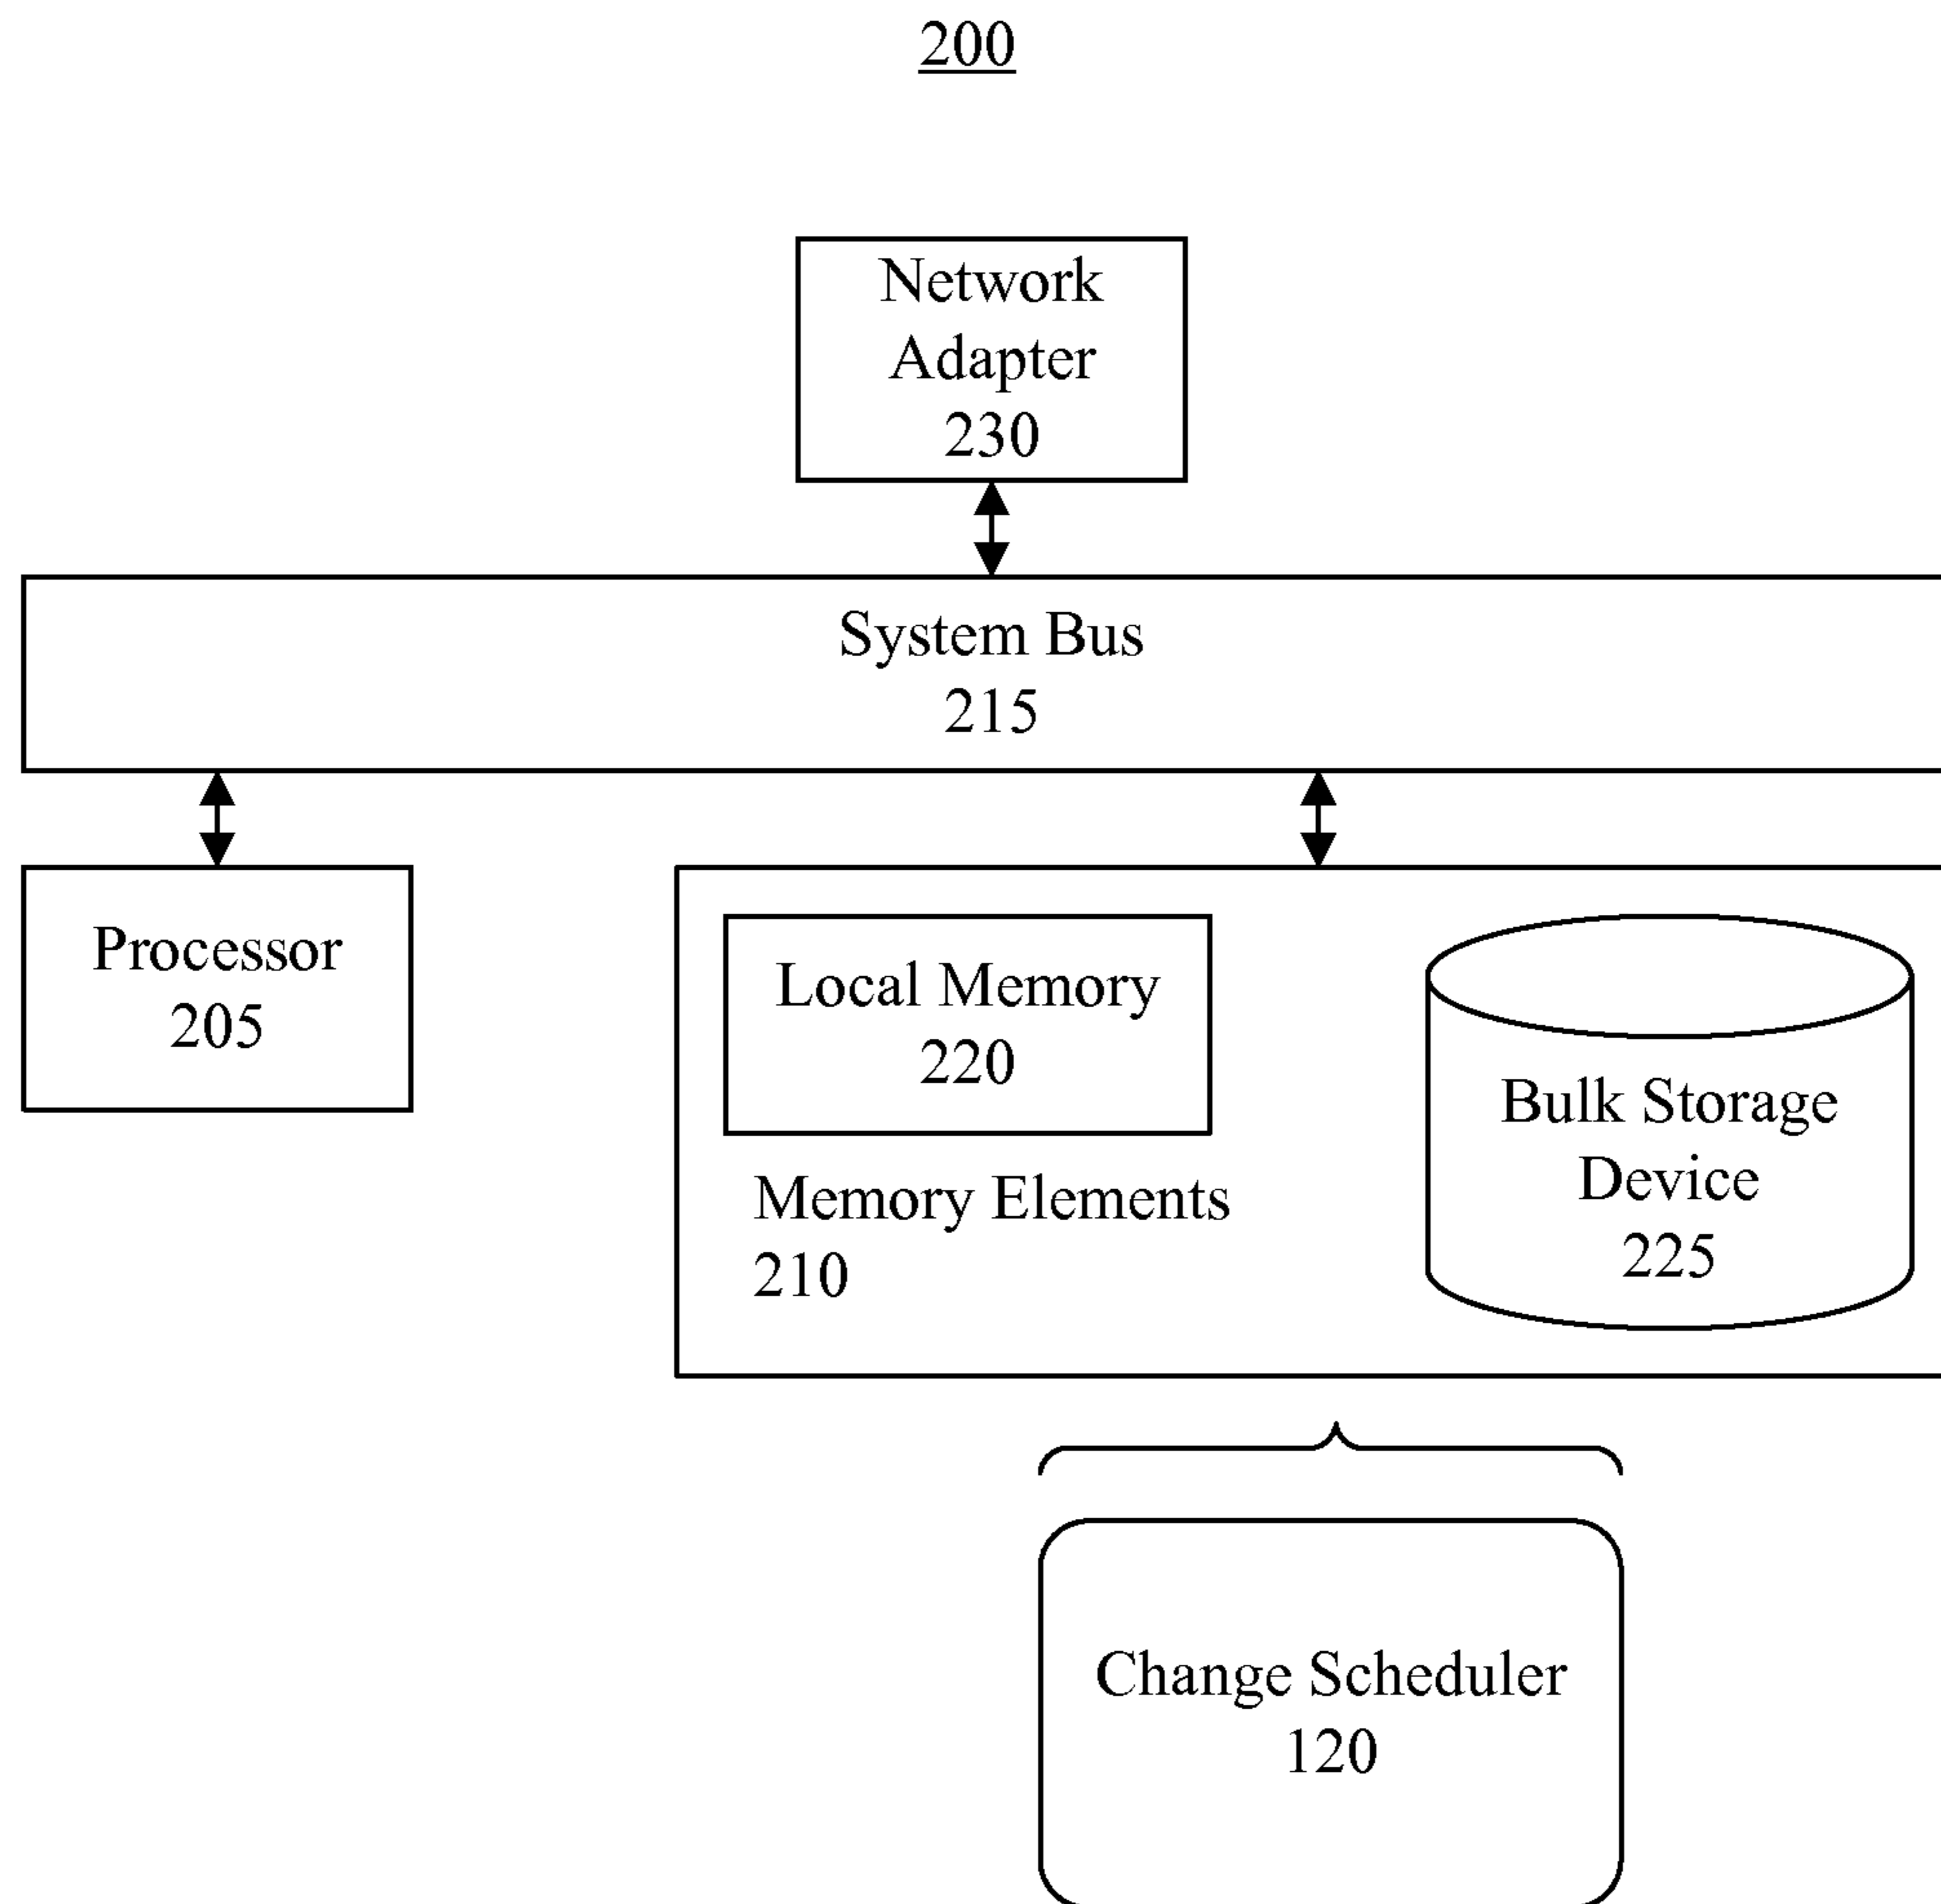 200
Network
Adapter
230
System Bus
215
Processor
205
Local Memory
220
Memory Elements
210
Bulk Storage
Device
225
Change Scheduler
120